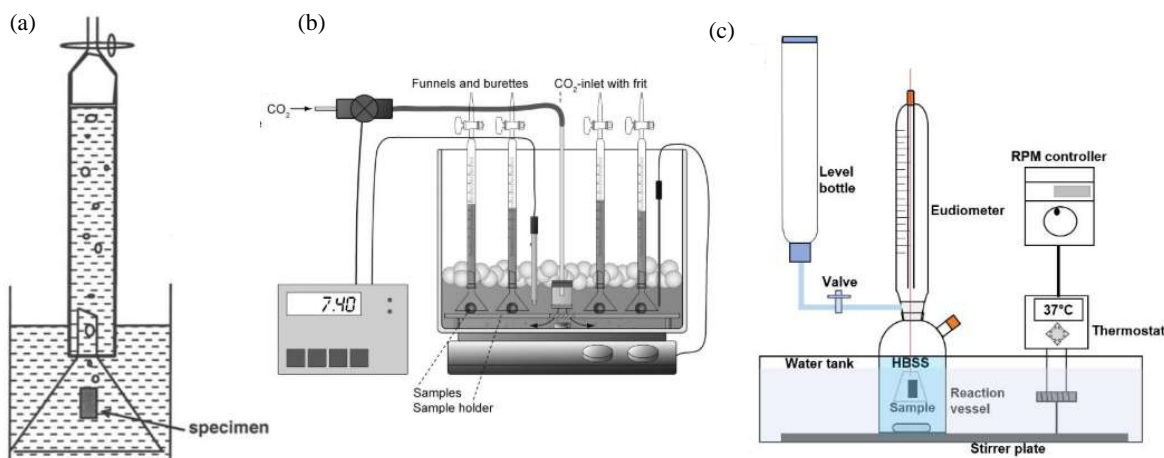 (a)
specimen
(b)
Funnels and burettes
CO2-inlet with frit
CO2
7.40
Samples
Sample holder
(c)
Level
bottle
Valve
Eudiometer
RPM controller
37°C
Thermostat
Water tank
HBSS
Sample
Reaction
vessel
Stirrer plate